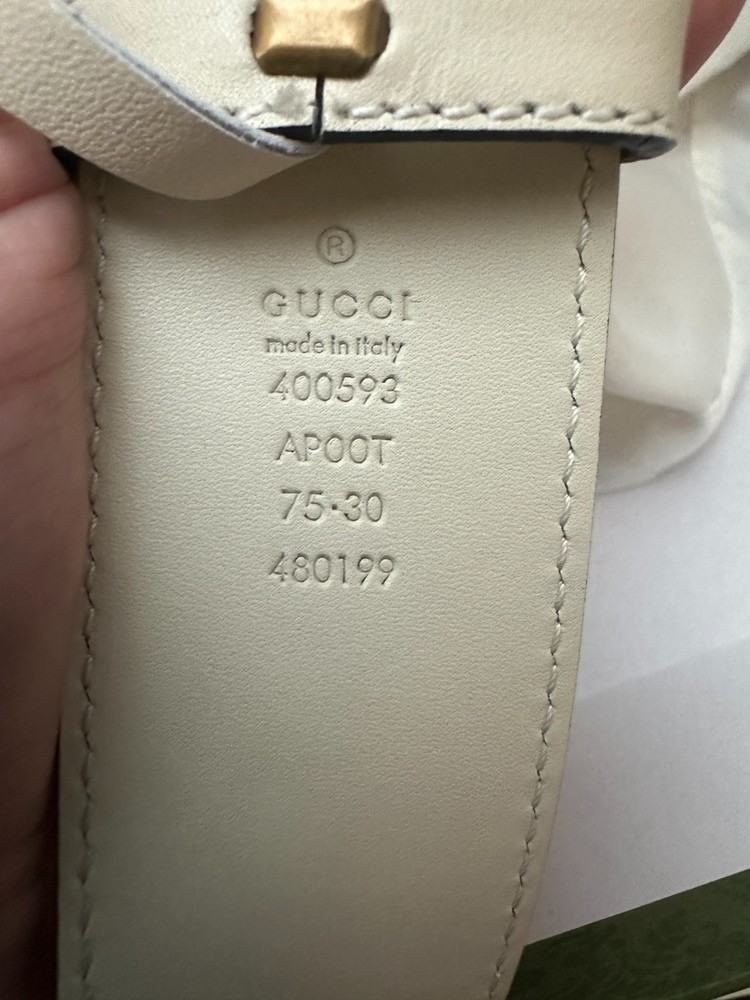 ®
GUCCI
made in italy
400593
AP00T
75·30
480199